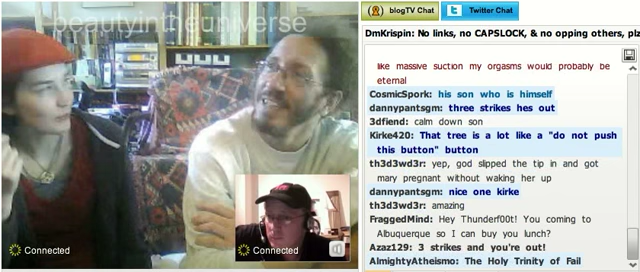 beautyintheuniverse
Connected
Connected
blogTV Chat
Twitter Chat
DmKrispin: No links, no CAPSLOCK, & no opping others, plz
like massive suction my orgasms would probably be
eternal
CosmicSpork: his son who is himself
dannypantsgm: three strikes hes out
3dfiend: calm down son
Kirke420: That tree is a lot like a "do not push
this button" button
th3d3wd3r: yep, god slipped the tip in and got
mary pregnant without waking her up
dannypantsgm: nice one kirke
th3d3wd3r: amazing
FraggedMind: Hey Thunderf00t! You coming to
Albuquerque so I can buy you lunch?
Azaz129: 3 strikes and you're out!
AlmightyAtheismo: The Holy Trinity of Fail